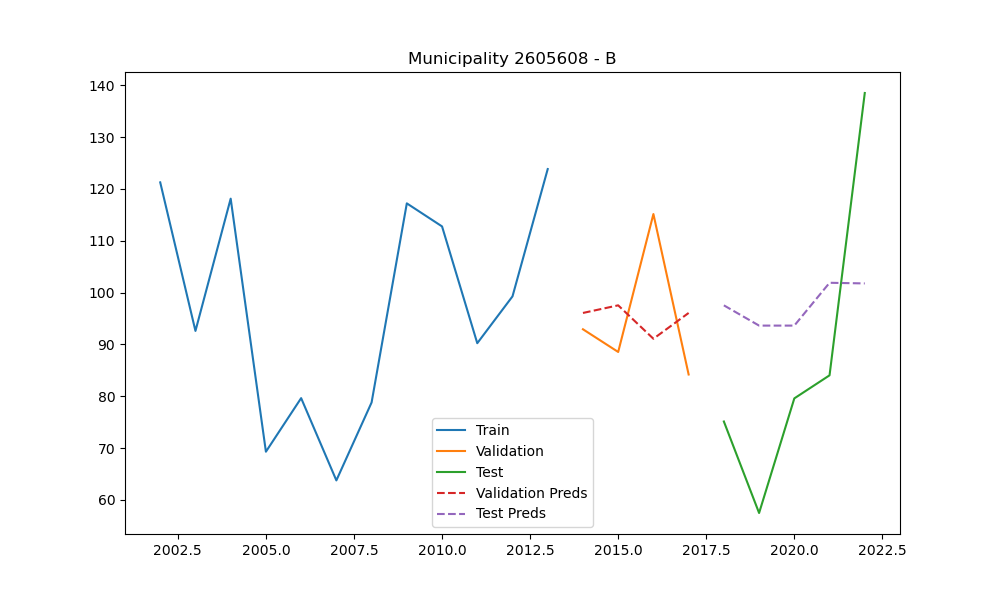 Municipality 2605608 - B
140
130
120
110
100
90
80
70
60
Train
Validation
Test
Validation Preds
Test Preds
2002.5 2005.0 2007.5 2010.0 2012.5 2015.0 2017.5 2020.0 2022.5